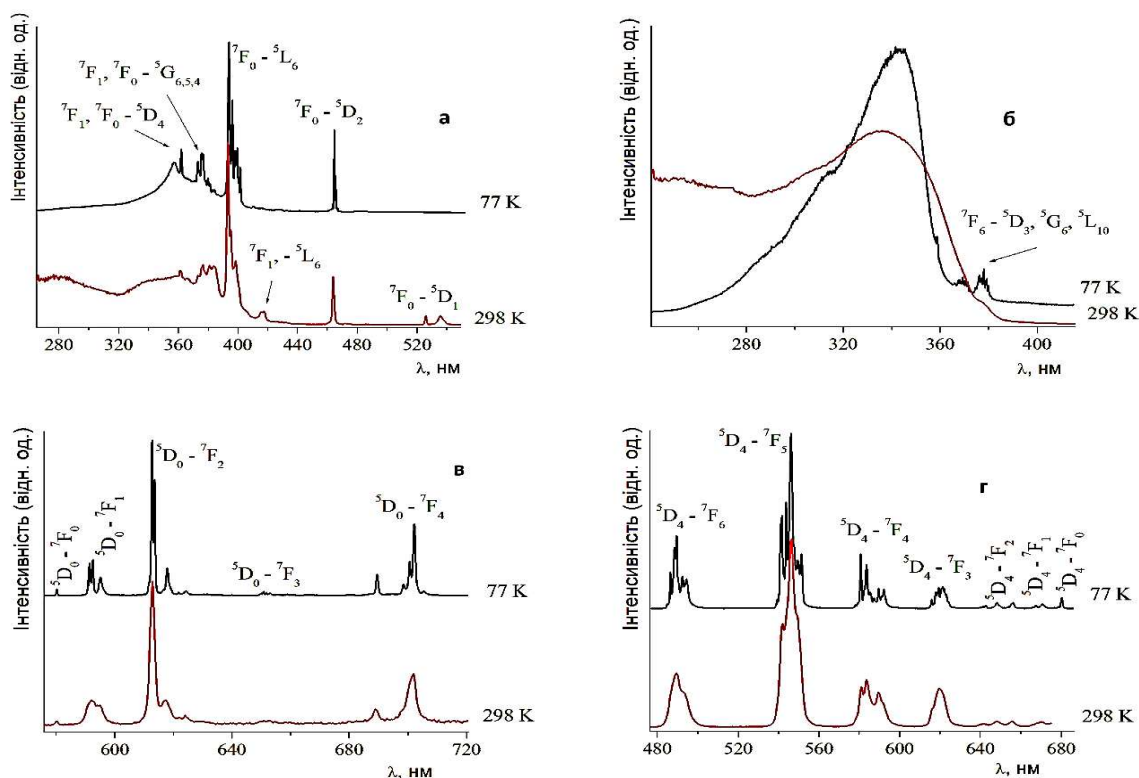 Інтенсивність (відн. од.)
⁷F₁, ⁷F₀ – ⁵D₄
⁷F₁, ⁷F₀ – ⁵G₆,₅,₄
⁷F₀ – ⁵L₆
⁷F₀ – ⁵D₂
а
77 K
⁷F₁, – ⁵L₆
⁷F₀ – ⁵D₁
298 K
260 320 360 400 440 480 520
λ, нм
Інтенсивність (відн. од.)
б
⁷F₆ – ⁵D₃, ⁵G₆, ⁵L₁₀
77 K
298 K
280 320 360 400
λ, нм
Інтенсивність (відн. од.)
⁵D₀ - ⁷F₀
⁵D₀ - ⁷F₁
⁵D₀ – ⁷F₂
⁵D₀ – ⁷F₃
⁵D₀ – ⁷F₄
в
77 K
298 K
600 640 680 720
λ, нм
Інтенсивність (відн. од.)
⁵D₄ – ⁷F₆
⁵D₄ – ⁷F₅
⁵D₄ – ⁷F₄
⁵D₄ – ⁷F₃
⁵D₄ – ⁷F₂
⁵D₄ – ⁷F₁
⁵D₄ – ⁷F₀
г
77 K
298 K
480 520 560 600 640 680
λ, нм